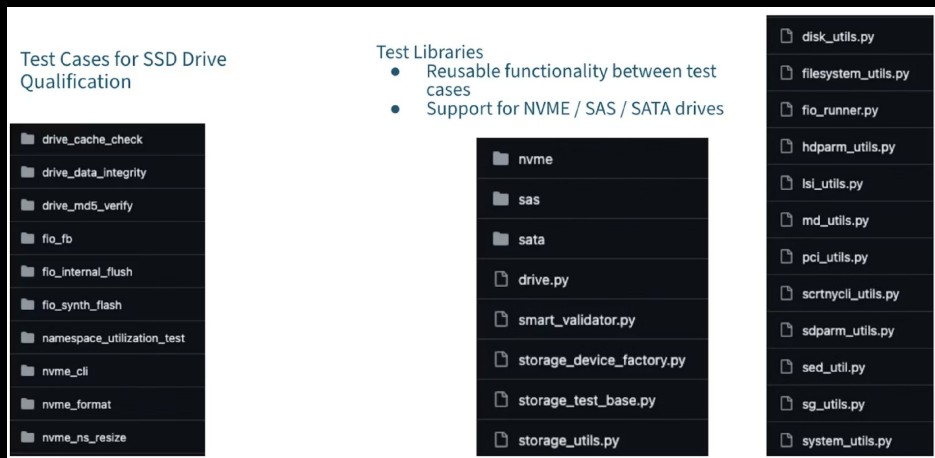 Test Cases for SSD Drive
Qualification
drive_cache_check
drive_data_integrity
drive_md5_verify
fio_fb
fio_internal_flush
fio_synth_flash
namespace_utilization_test
nvme_cli
nvme_format
nvme_ns_resize
Test Libraries
● Reusable functionality between test
cases
● Support for NVME / SAS / SATA drives
nvme
sas
sata
drive.py
smart_validator.py
storage_device_factory.py
storage_test_base.py
storage_utils.py
disk_utils.py
filesystem_utils.py
fio_runner.py
hdparm_utils.py
lsi_utils.py
md_utils.py
pci_utils.py
scrtnycli_utils.py
sdparm_utils.py
sed_util.py
sg_utils.py
system_utils.py